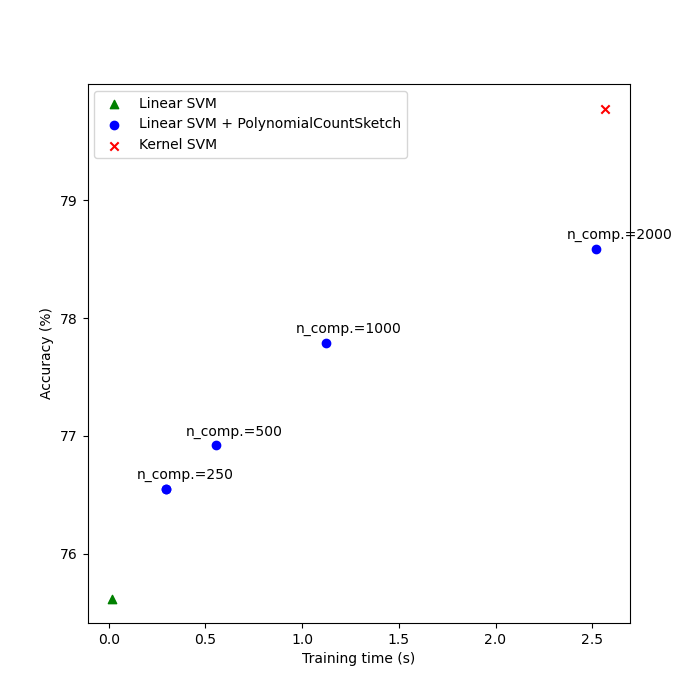 Linear SVM
Linear SVM + PolynomialCountSketch
Kernel SVM
n_comp.=2000
n_comp.=1000
n_comp.=500
n_comp.=250
79
78
77
76
Accuracy (%)
0.0 0.5 1.0 1.5 2.0 2.5
Training time (s)